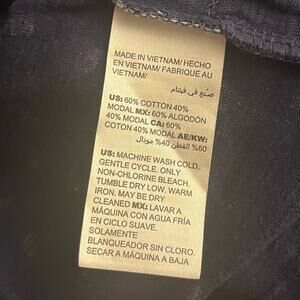 MADE IN VIETNAM/ HECHO
EN VIETNAM/ FABRIQUÉ AU
VIETNAM/
صنع في فيتنام
US: 60% COTTON 40%
MODAL MX: 60% ALGODÓN
40% MODAL CA: 60%
COTON 40% MODAL AE/KW:
60% القطن 40% مودال
US: MACHINE WASH COLD,
GENTLE CYCLE. ONLY
NON-CHLORINE BLEACH.
TUMBLE DRY LOW. WARM
IRON. MAY BE DRY
CLEANED MX: LAVAR A
MÁQUINA CON AGUA FRÍA
EN CICLO SUAVE.
SOLAMENTE
BLANQUEADOR SIN CLORO.
SECAR A MÁQUINA A BAJA